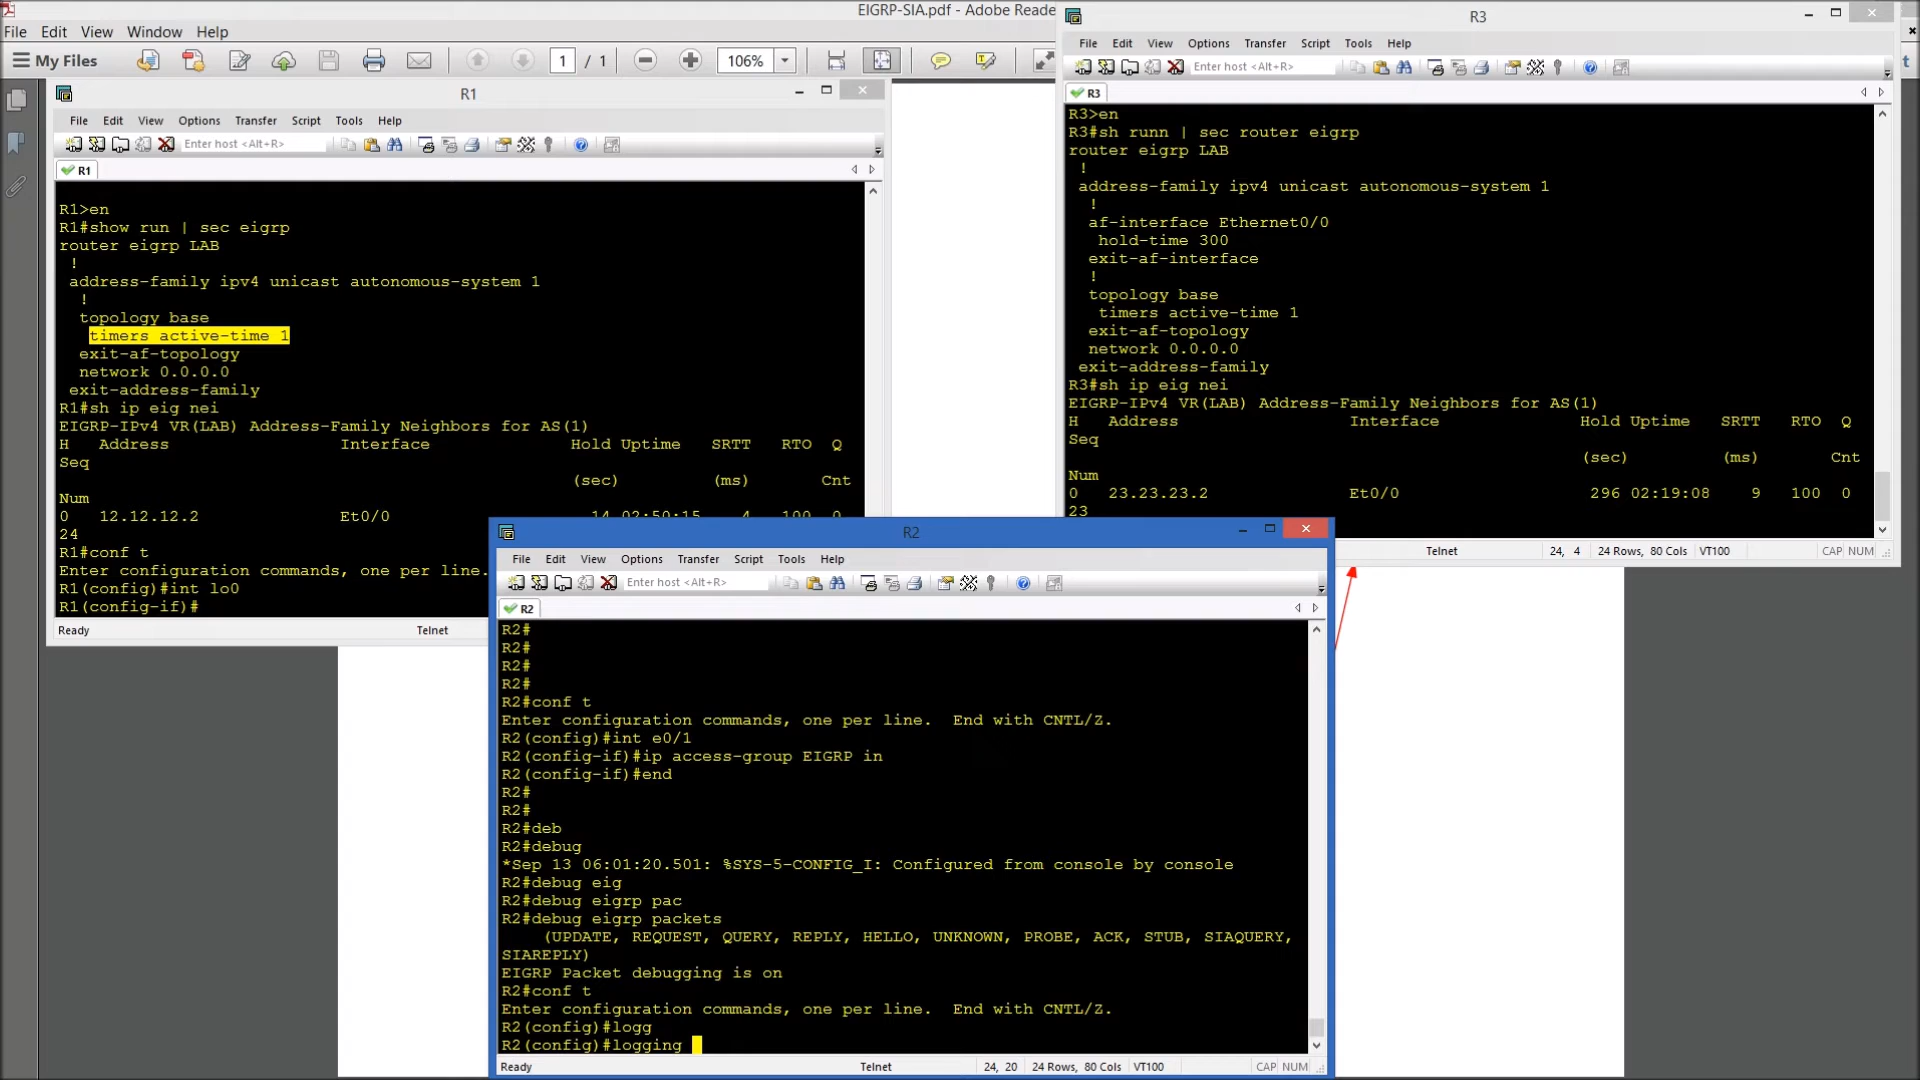 EIGRP-SIA.pdf - Adobe Reade
File Edit View Window Help
My Files
1 / 1
106%
R1
File Edit View Options Transfer Script Tools Help
Enter host <Alt+R>
R1
R1>en
R1#show run | sec eigrp
router eigrp LAB
!
address-family ipv4 unicast autonomous-system 1
!
topology base
timers active-time 1
exit-af-topology
network 0.0.0.0
exit-address-family
R1#sh ip eig nei
EIGRP-IPv4 VR(LAB) Address-Family Neighbors for AS(1)
H Address Interface Hold Uptime SRTT RTO Q
Seq
(sec) (ms) Cnt
Num
0 12.12.12.2 Et0/0 14 02:50:15 4 100 0
24
R1#conf t
Enter configuration commands, one per line.
R1(config)#int lo0
R1(config-if)#
Ready Telnet
R3
File Edit View Options Transfer Script Tools Help
Enter host <Alt+R>
R3
R3>en
R3#sh runn | sec router eigrp
router eigrp LAB
!
address-family ipv4 unicast autonomous-system 1
!
af-interface Ethernet0/0
hold-time 300
exit-af-interface
!
topology base
timers active-time 1
exit-af-topology
network 0.0.0.0
exit-address-family
R3#sh ip eig nei
EIGRP-IPv4 VR(LAB) Address-Family Neighbors for AS(1)
H Address Interface Hold Uptime SRTT RTO Q
Seq
(sec) (ms) Cnt
Num
0 23.23.23.2 Et0/0 296 02:19:08 9 100 0
23
Telnet 24, 4 24 Rows, 80 Cols VT100 CAP NUM
t
R2
File Edit View Options Transfer Script Tools Help
Enter host <Alt+R>
R2
R2#
R2#
R2#
R2#
R2#conf t
Enter configuration commands, one per line. End with CNTL/Z.
R2(config)#int e0/1
R2(config-if)#ip access-group EIGRP in
R2(config-if)#end
R2#
R2#
R2#deb
R2#debug
*Sep 13 06:01:20.501: %SYS-5-CONFIG_I: Configured from console by console
R2#debug eig
R2#debug eigrp pac
R2#debug eigrp packets
(UPDATE, REQUEST, QUERY, REPLY, HELLO, UNKNOWN, PROBE, ACK, STUB, SIAQUERY,
SIAREPLY)
EIGRP Packet debugging is on
R2#conf t
Enter configuration commands, one per line. End with CNTL/Z.
R2(config)#logg
R2(config)#logging
Ready Telnet 24, 20 24 Rows, 80 Cols VT100 CAP NUM